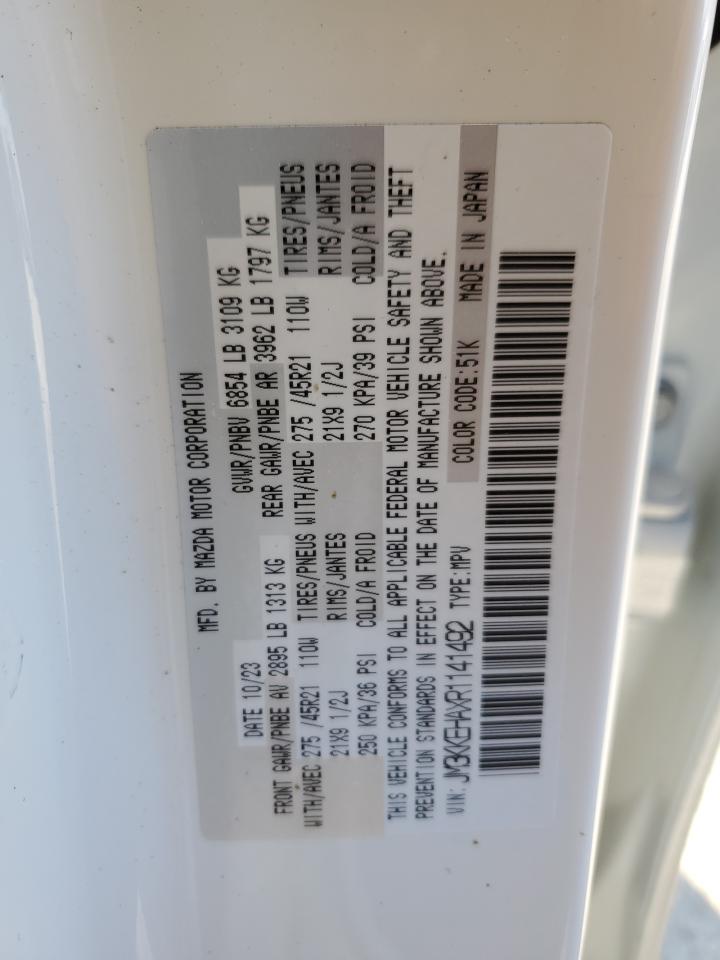 MFD. BY MAZDA MOTOR CORPORATION
DATE 10/23 GVWR/PNBV 6854 LB 3109 KG
FRONT GAWR/PNBE AV 2895 LB 1313 KG REAR GAWR/PNBE AR 3962 LB 1797 KG
WITH/AVEC 275 /45R21 110W TIRES/PNEUS WITH/AVEC 275 /45R21 110W TIRES/PNEUS
21X9 1/2J RIMS/JANTES 21X9 1/2J RIMS/JANTES
250 KPA/36 PSI COLD/A FROID 270 KPA/39 PSI COLD/A FROID
THIS VEHICLE CONFORMS TO ALL APPLICABLE FEDERAL MOTOR VEHICLE SAFETY AND THEFT
PREVENTION STANDARDS IN EFFECT ON THE DATE OF MANUFACTURE SHOWN ABOVE.
VIN: JM3KKEHAXR1141492 TYPE:MPV COLOR CODE:51K MADE IN JAPAN